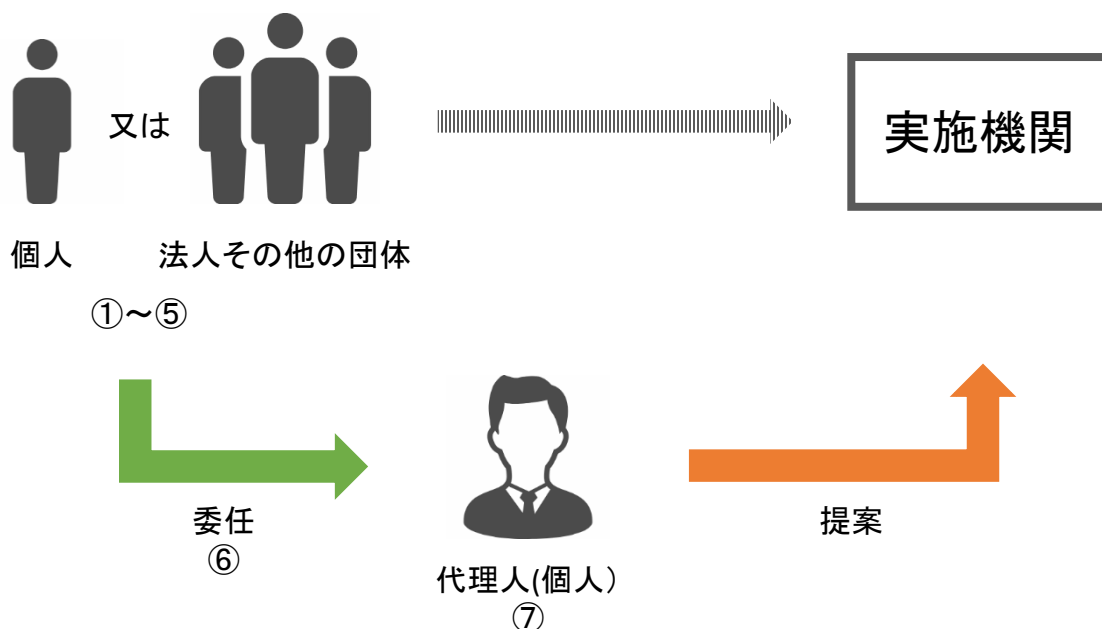 又は
実施機関
個人
法人その他の団体
①～⑤
委任
⑥
提案
代理人(個人）
⑦